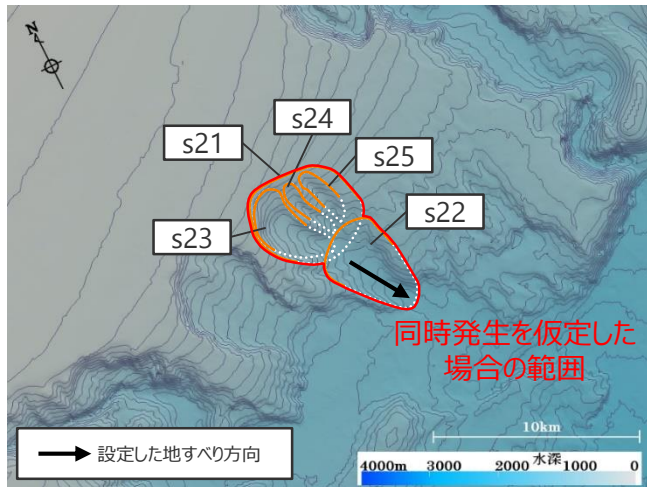 N
s24
s21
s25
s22
s23
同時発生を仮定した
場合の範囲
10km
設定した地すべり方向
水深
4000m 3000 2000 1000 0